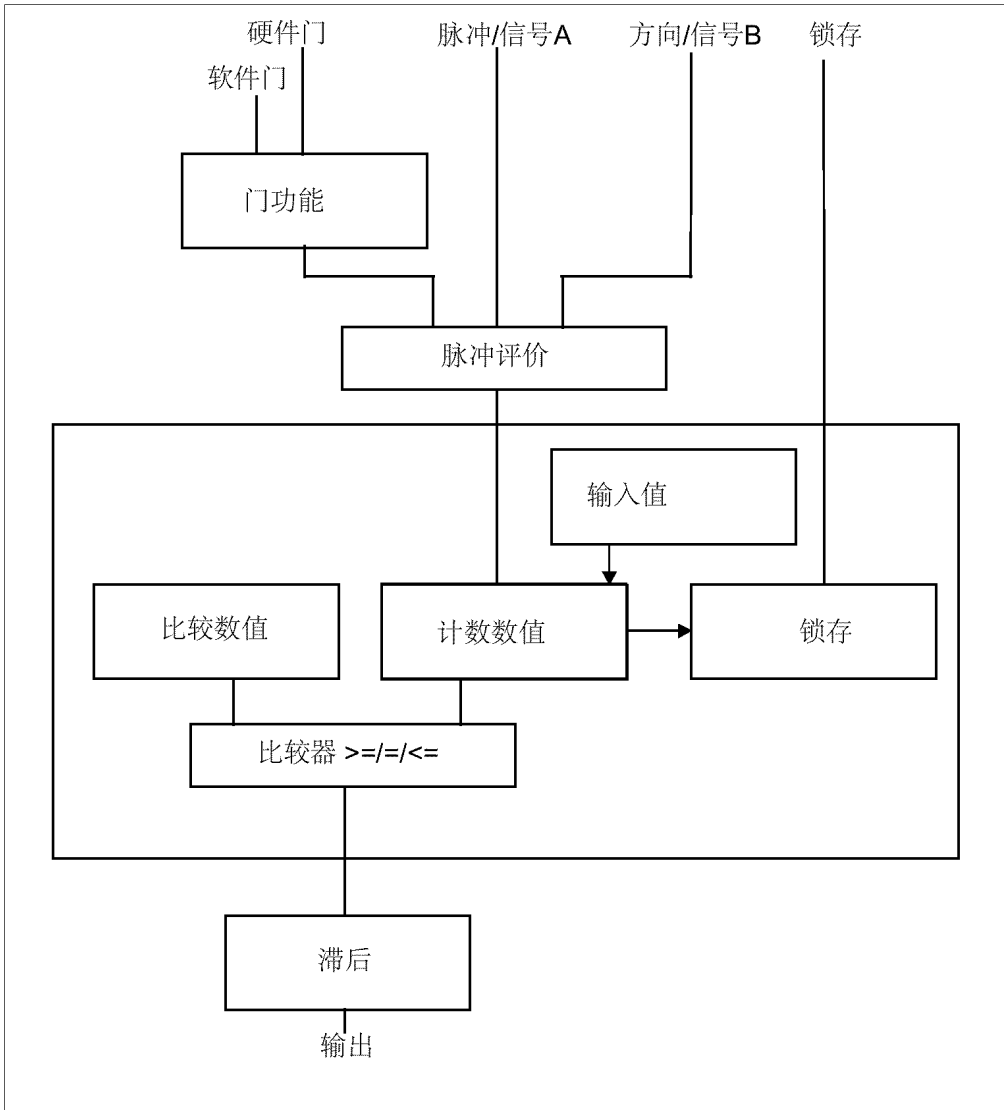 硬件门
脉冲/信号A
方向/信号B
锁存
软件门
门功能
脉冲评价
输入值
比较数值
计数数值
锁存
比较器 >=/=/<=
滞后
输出